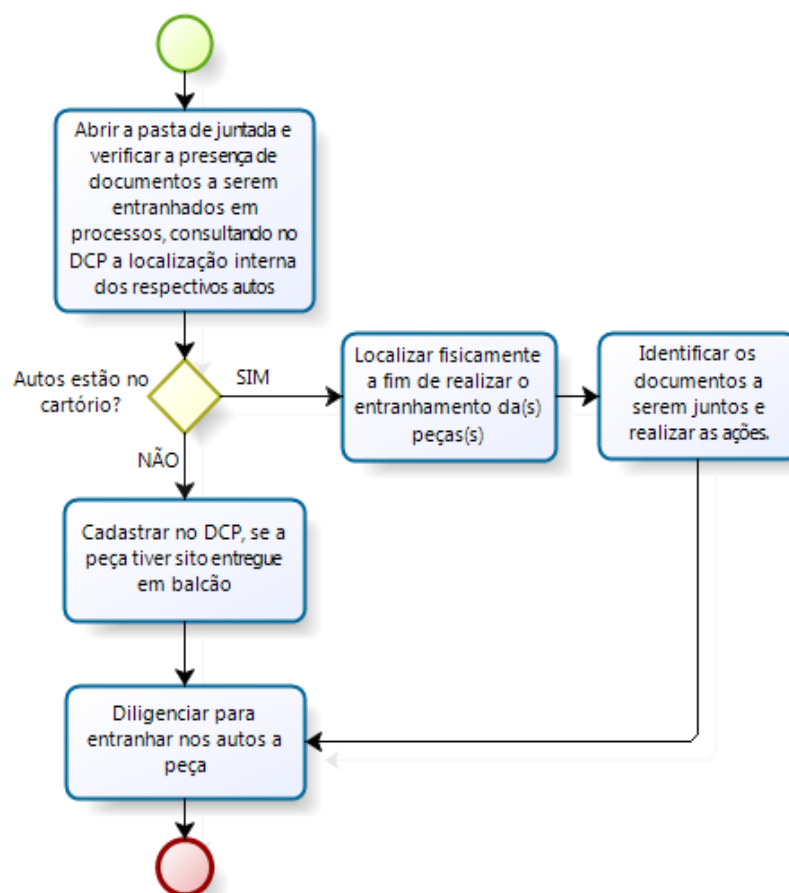 Abrir a pasta de juntada e
verificar a presença de
documentos a serem
entranhados em
processos, consultando no
DCP a localização interna
dos respectivos autos
Autos estão no
cartório?
SIM
Localizar fisicamente
a fim de realizar o
entranhamento da(s)
peças(s)
Identificar os
documentos a
serem juntos e
realizar as ações.
NÃO
Cadastrar no DCP, se a
peça tiver sito entregue
em balcão
Diligenciar para
entranhar nos autos a
peça